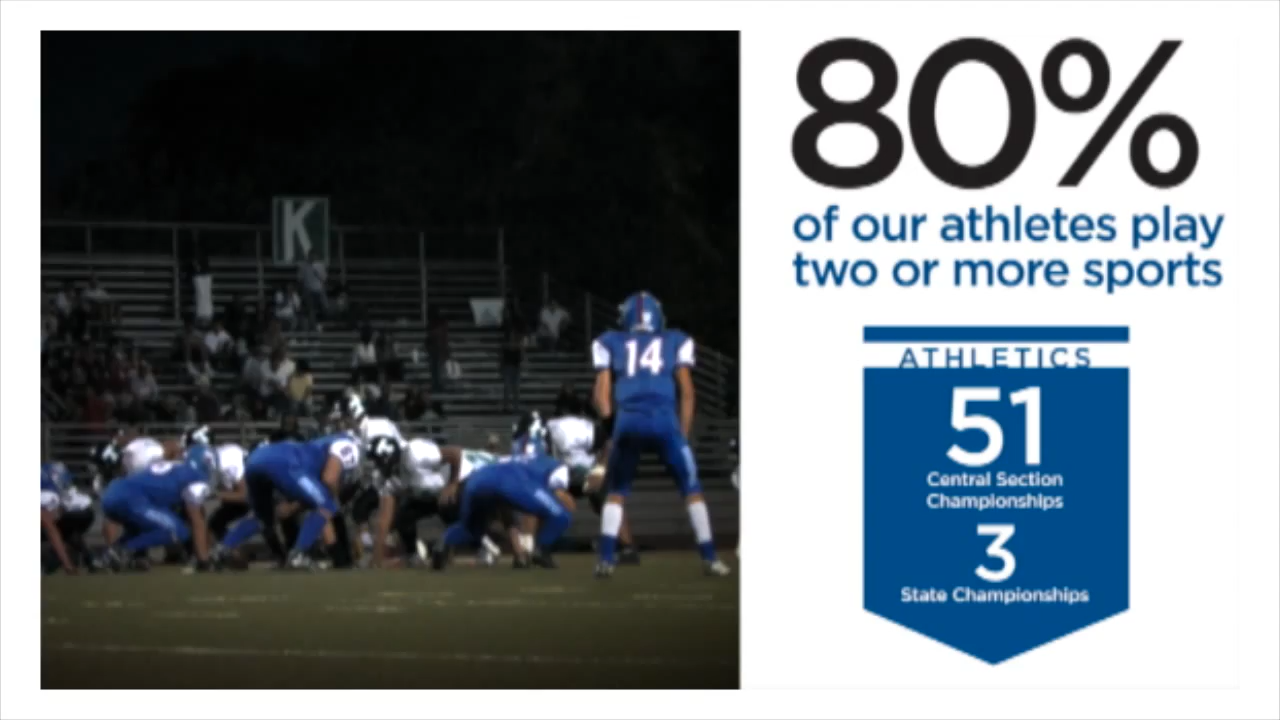 K
14
80%
of our athletes play
two or more sports
ATHLETICS
51
Central Section
Championships
3
State Championships